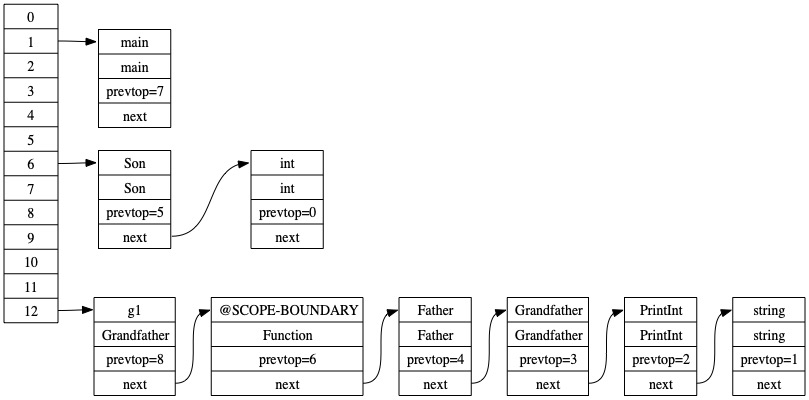 0
1
2
3
4
5
6
7
8
9
10
11
12
main
main
prevtop=7
next
Son
Son
prevtop=5
next
int
int
prevtop=0
next
g1
Grandfather
prevtop=8
next
@SCOPE-BOUNDARY
Function
prevtop=6
next
Father
Father
prevtop=4
next
Grandfather
Grandfather
prevtop=3
next
PrintInt
PrintInt
prevtop=2
next
string
string
prevtop=1
next